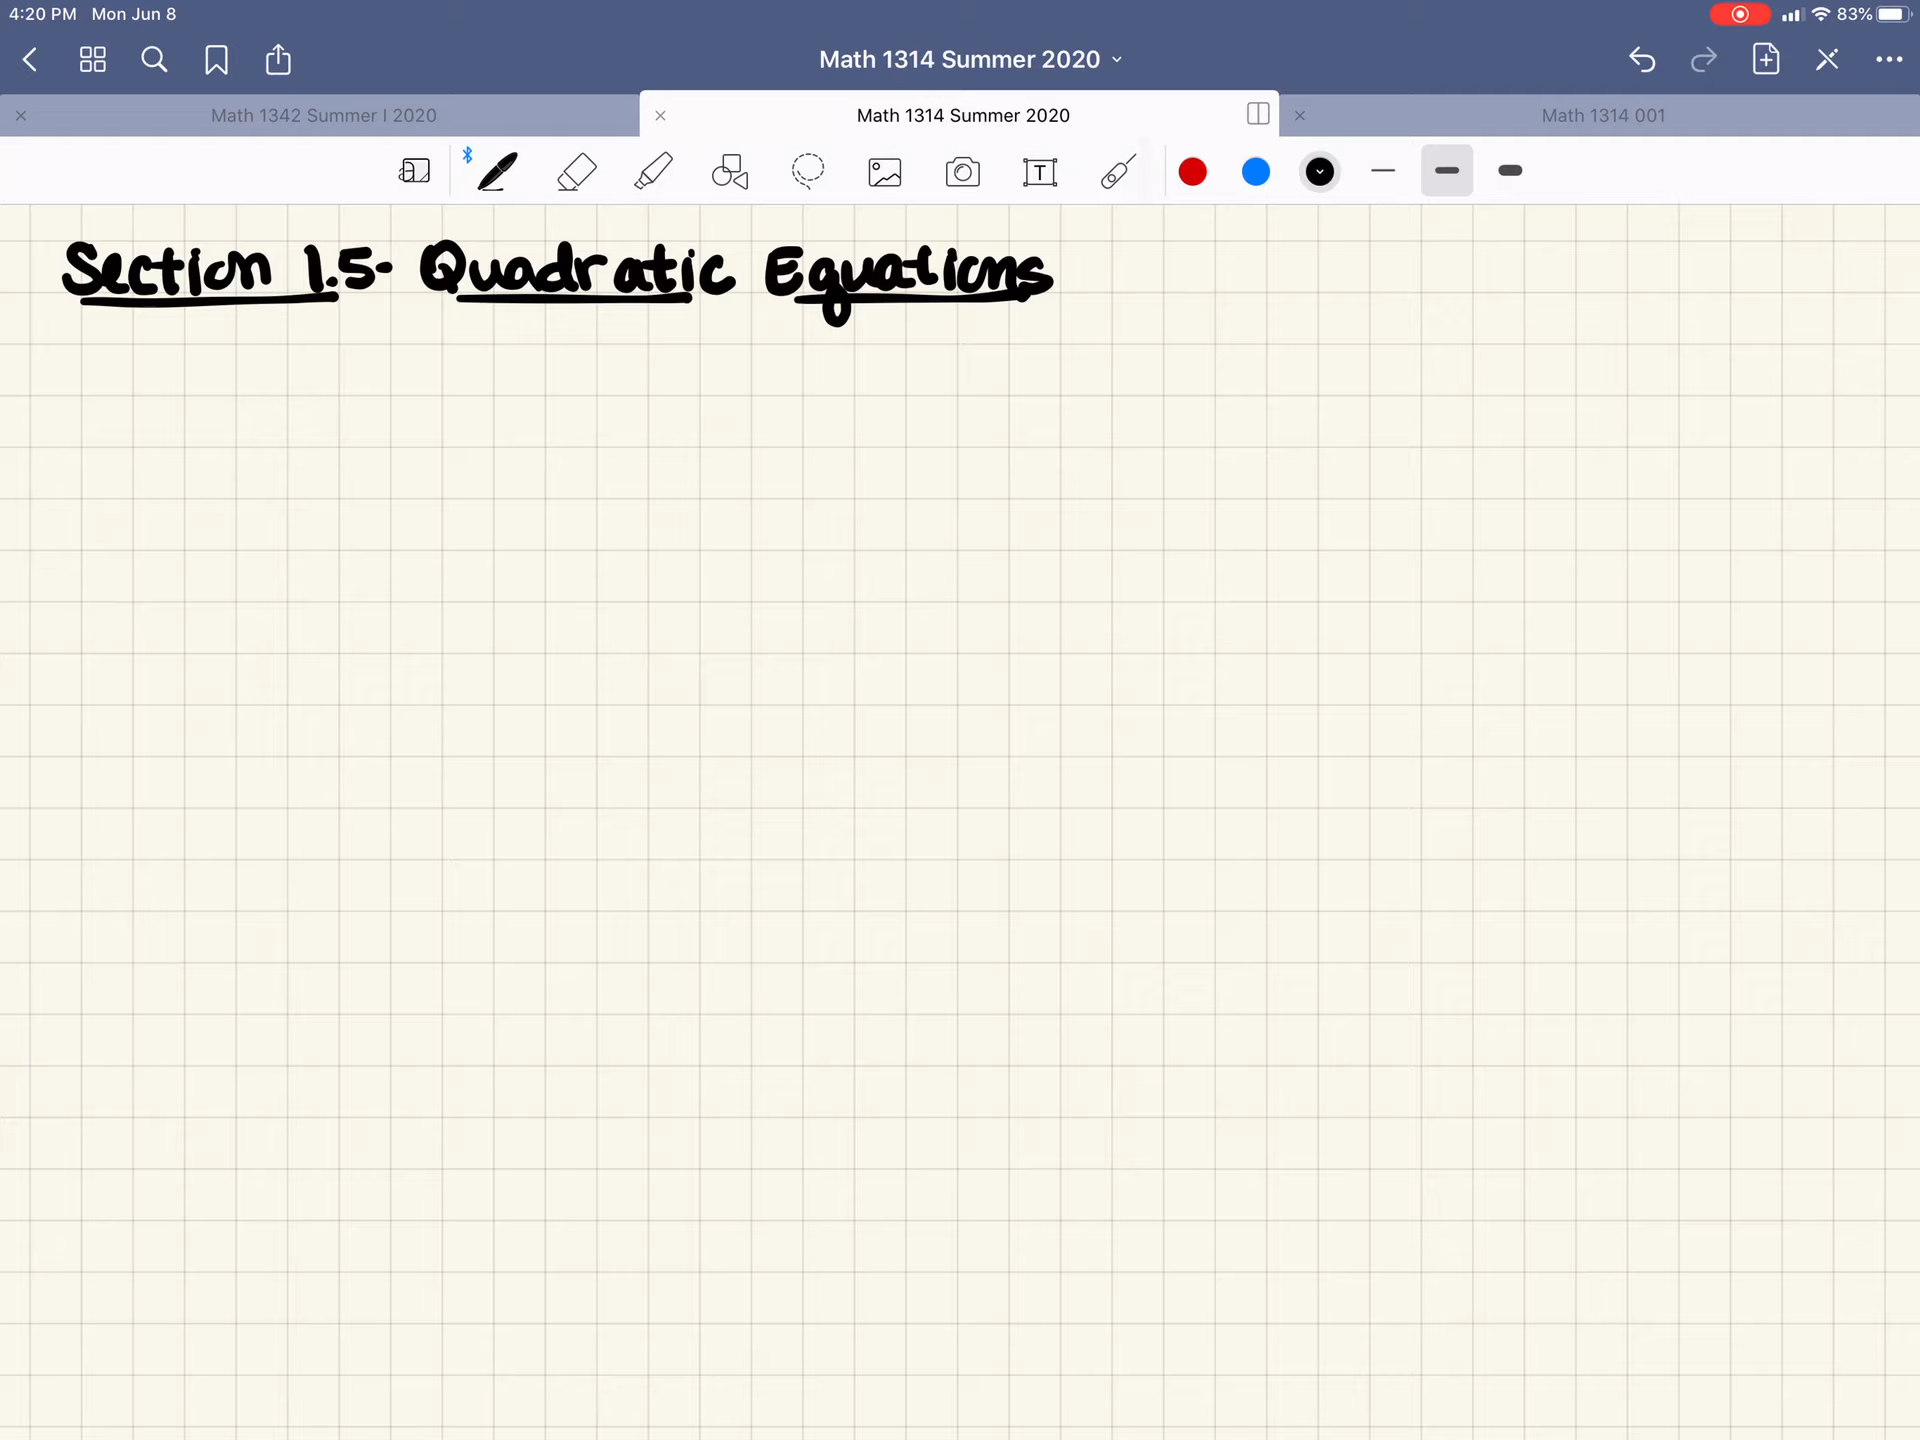 4:20 PM Mon Jun 8
83%
Math 1314 Summer 2020
Math 1342 Summer I 2020
Math 1314 Summer 2020
Math 1314 001
a
T
Section 1.5- Quadratic Equations